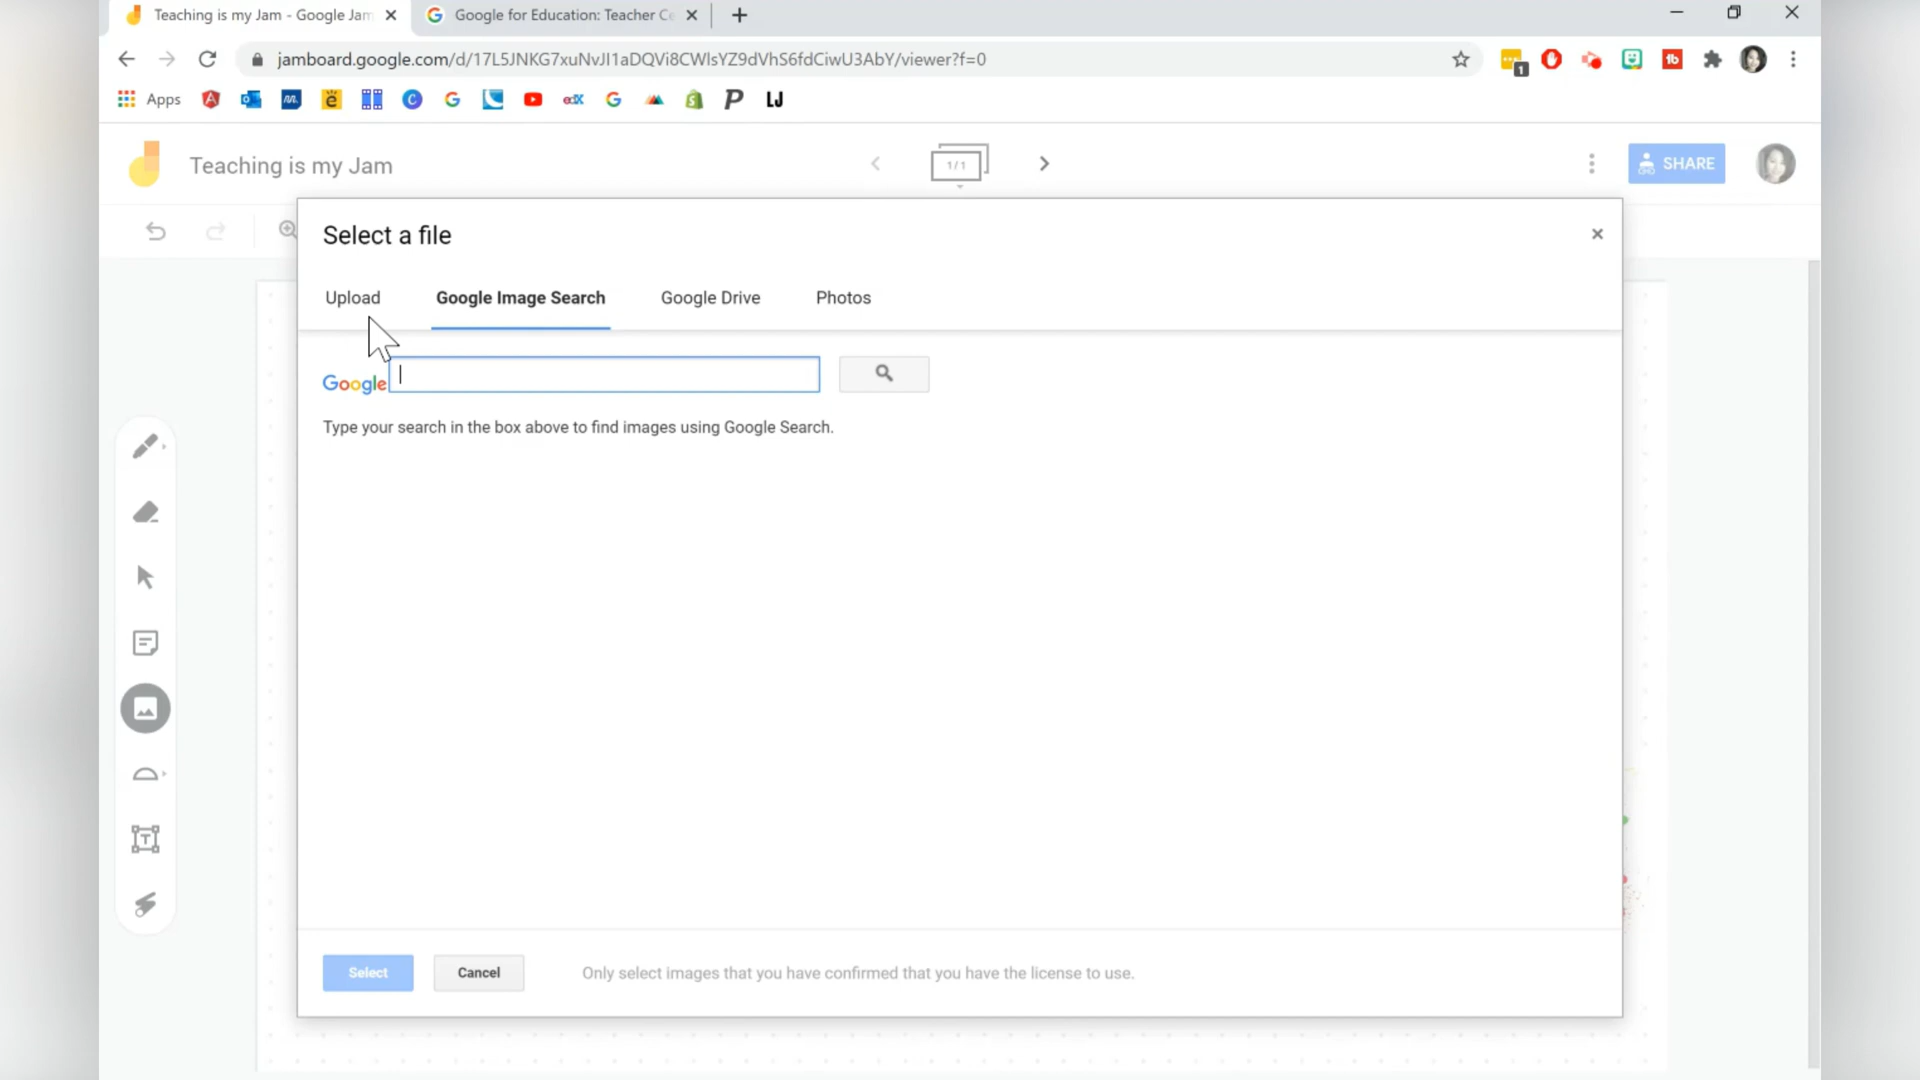 Teaching is my Jam - Google Jam
Google for Education: Teacher Ce
jamboard.google.com/d/17L5JNKG7xuNvJI1aDQVi8CWlsYZ9dVhS6fdCiwU3AbY/viewer?f=0
1
Apps
Teaching is my Jam
1/1
SHARE
Select a file
Upload
Google Image Search
Google Drive
Photos
Google
Type your search in the box above to find images using Google Search.
Select
Cancel
Only select images that you have confirmed that you have the license to use.